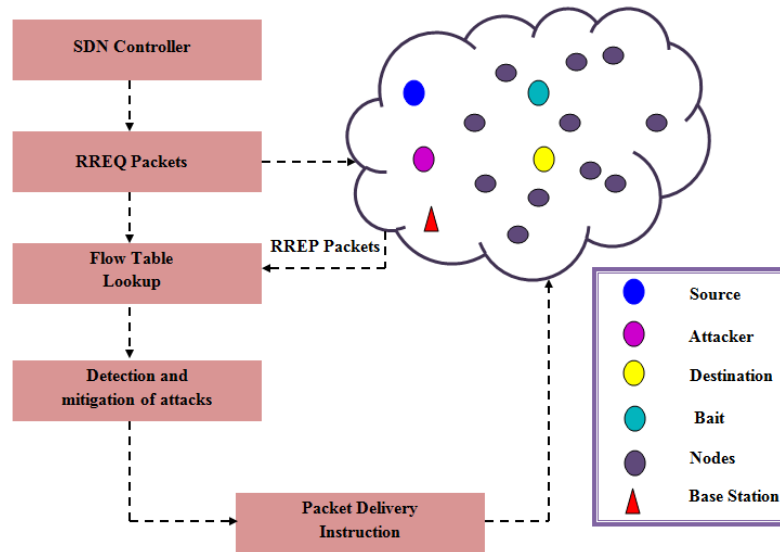 SDN Controller
RREQ Packets
RREP Packets
Flow Table
Lookup
Detection and
mitigation of attacks
Packet Delivery
Instruction
Source
Attacker
Destination
Bait
Nodes
Base Station